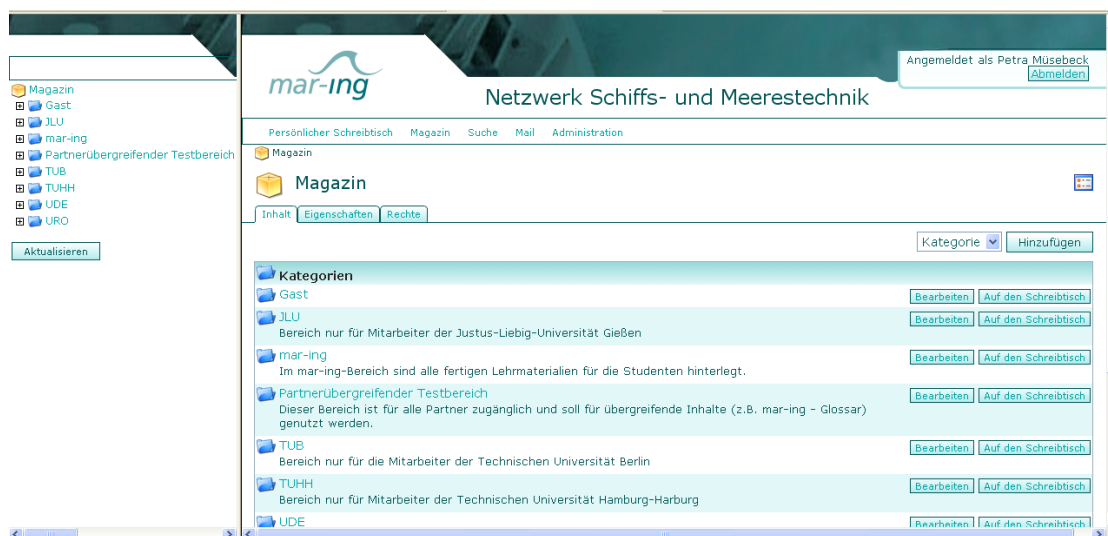 Magazin
Gast
JLU
mar-ing
Partnerübergreifender Testbereich
TUB
TUHH
UDE
URO
Aktualisieren
mar-ing
Netzwerk Schiffs- und Meerestechnik
Angemeldet als Petra Müsebeck
Abmelden
Persönlicher Schreibtisch Magazin Suche Mail Administration
Magazin
Magazin
Inhalt Eigenschaften Rechte
Kategorie Hinzufügen
Kategorien
Gast Bearbeiten Auf den Schreibtisch
JLU Bearbeiten Auf den Schreibtisch
Bereich nur für Mitarbeiter der Justus-Liebig-Universität Gießen
mar-ing Bearbeiten Auf den Schreibtisch
Im mar-ing-Bereich sind alle fertigen Lehrmaterialien für die Studenten hinterlegt.
Partnerübergreifender Testbereich Bearbeiten Auf den Schreibtisch
Dieser Bereich ist für alle Partner zugänglich und soll für übergreifende Inhalte (z.B. mar-ing - Glossar)
genutzt werden.
TUB Bearbeiten Auf den Schreibtisch
Bereich nur für die Mitarbeiter der Technischen Universität Berlin
TUHH Bearbeiten Auf den Schreibtisch
Bereich nur für Mitarbeiter der Technischen Universität Hamburg-Harburg
UDE Bearbeiten Auf den Schreibtisch